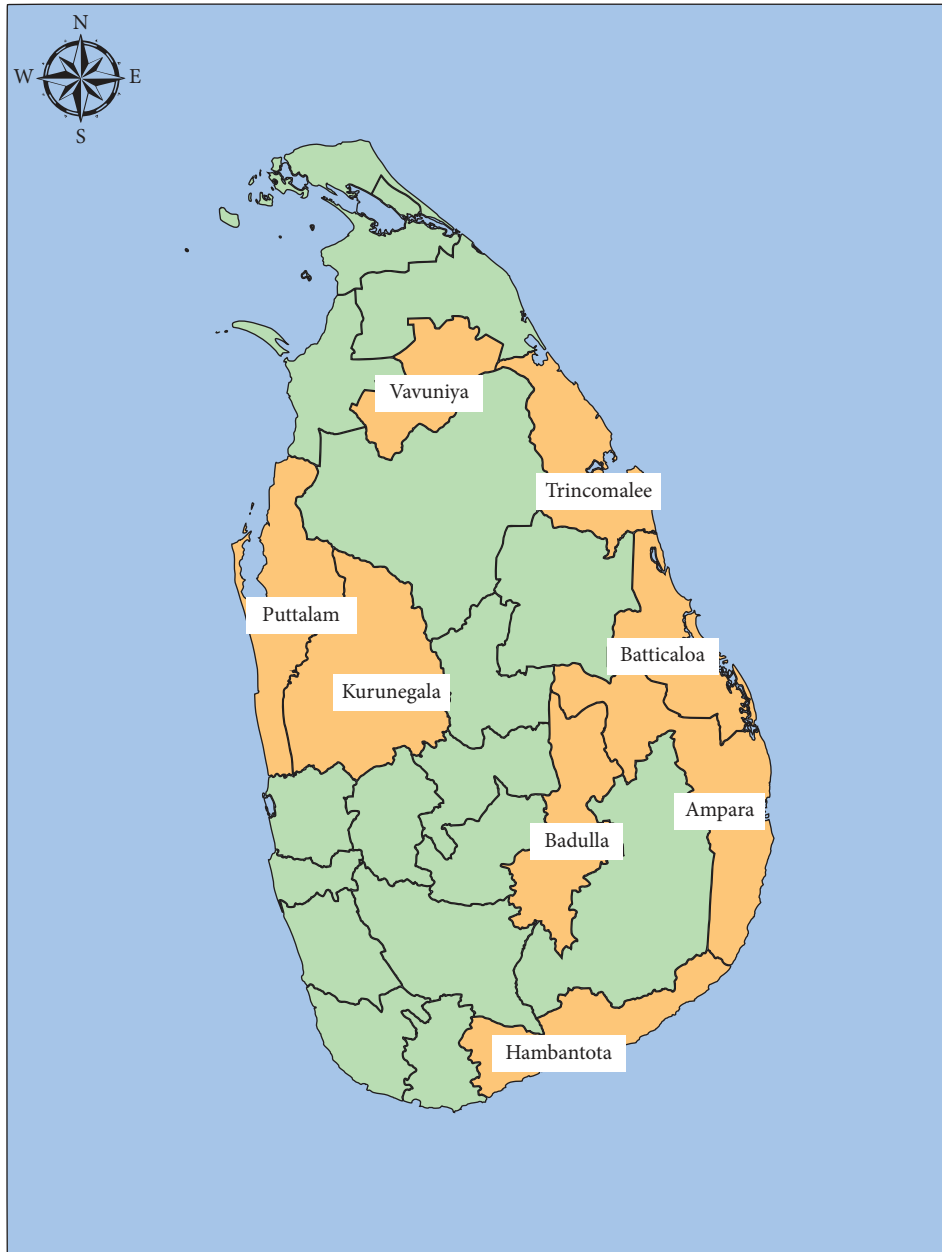 N
W E
S
Vavuniya
Trincomalee
Puttalam
Batticaloa
Kurunegala
Ampara
Badulla
Hambantota